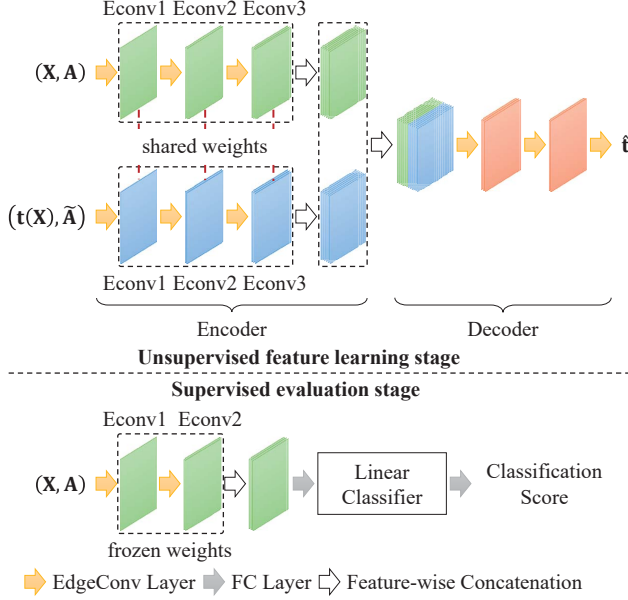 Econv1 Econv2 Econv3
(X, A)
shared weights
(t(X), Ã)
t̂
Econv1 Econv2 Econv3
Encoder
Decoder
Unsupervised feature learning stage
Supervised evaluation stage
Econv1 Econv2
(X, A)
Linear
Classifier
Classification
Score
frozen weights
EdgeConv Layer FC Layer Feature-wise Concatenation